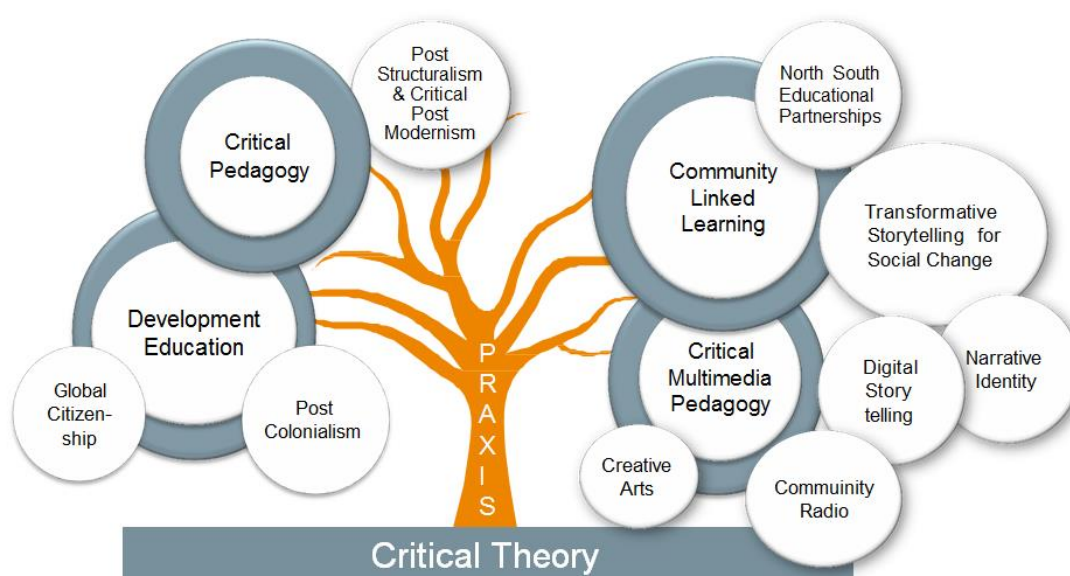 Post
Structuralism
& Critical
Post
Modernism
Critical
Pedagogy
Development
Education
Global
Citizen-
ship
Post
Colonialism
PRAXIS
North South
Educational
Partnerships
Community
Linked
Learning
Transformative
Storytelling for
Social Change
Critical
Multimedia
Pedagogy
Digital
Story
telling
Narrative
Identity
Creative
Arts
Commuinity
Radio
Critical Theory